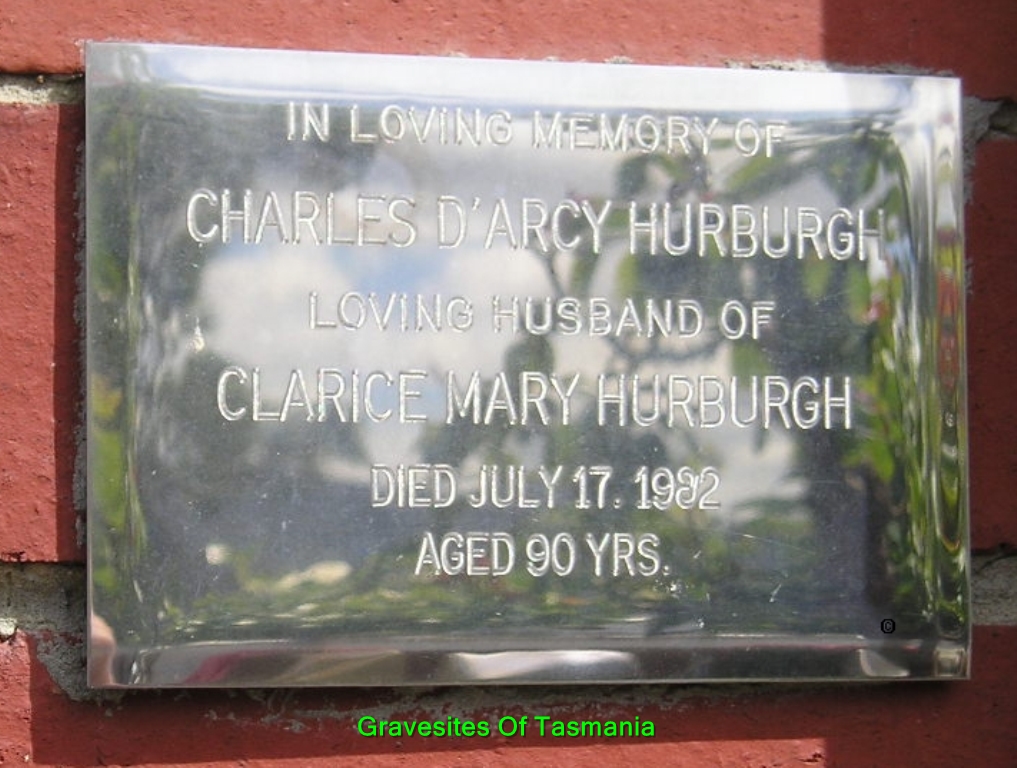 IN LOVING MEMORY OF
CHARLES D'ARCY HURBURGH
LOVING HUSBAND OF
CLARICE MARY HURBURGH
DIED JULY 17. 1982
AGED 90 YRS.
©
Gravesites Of Tasmania